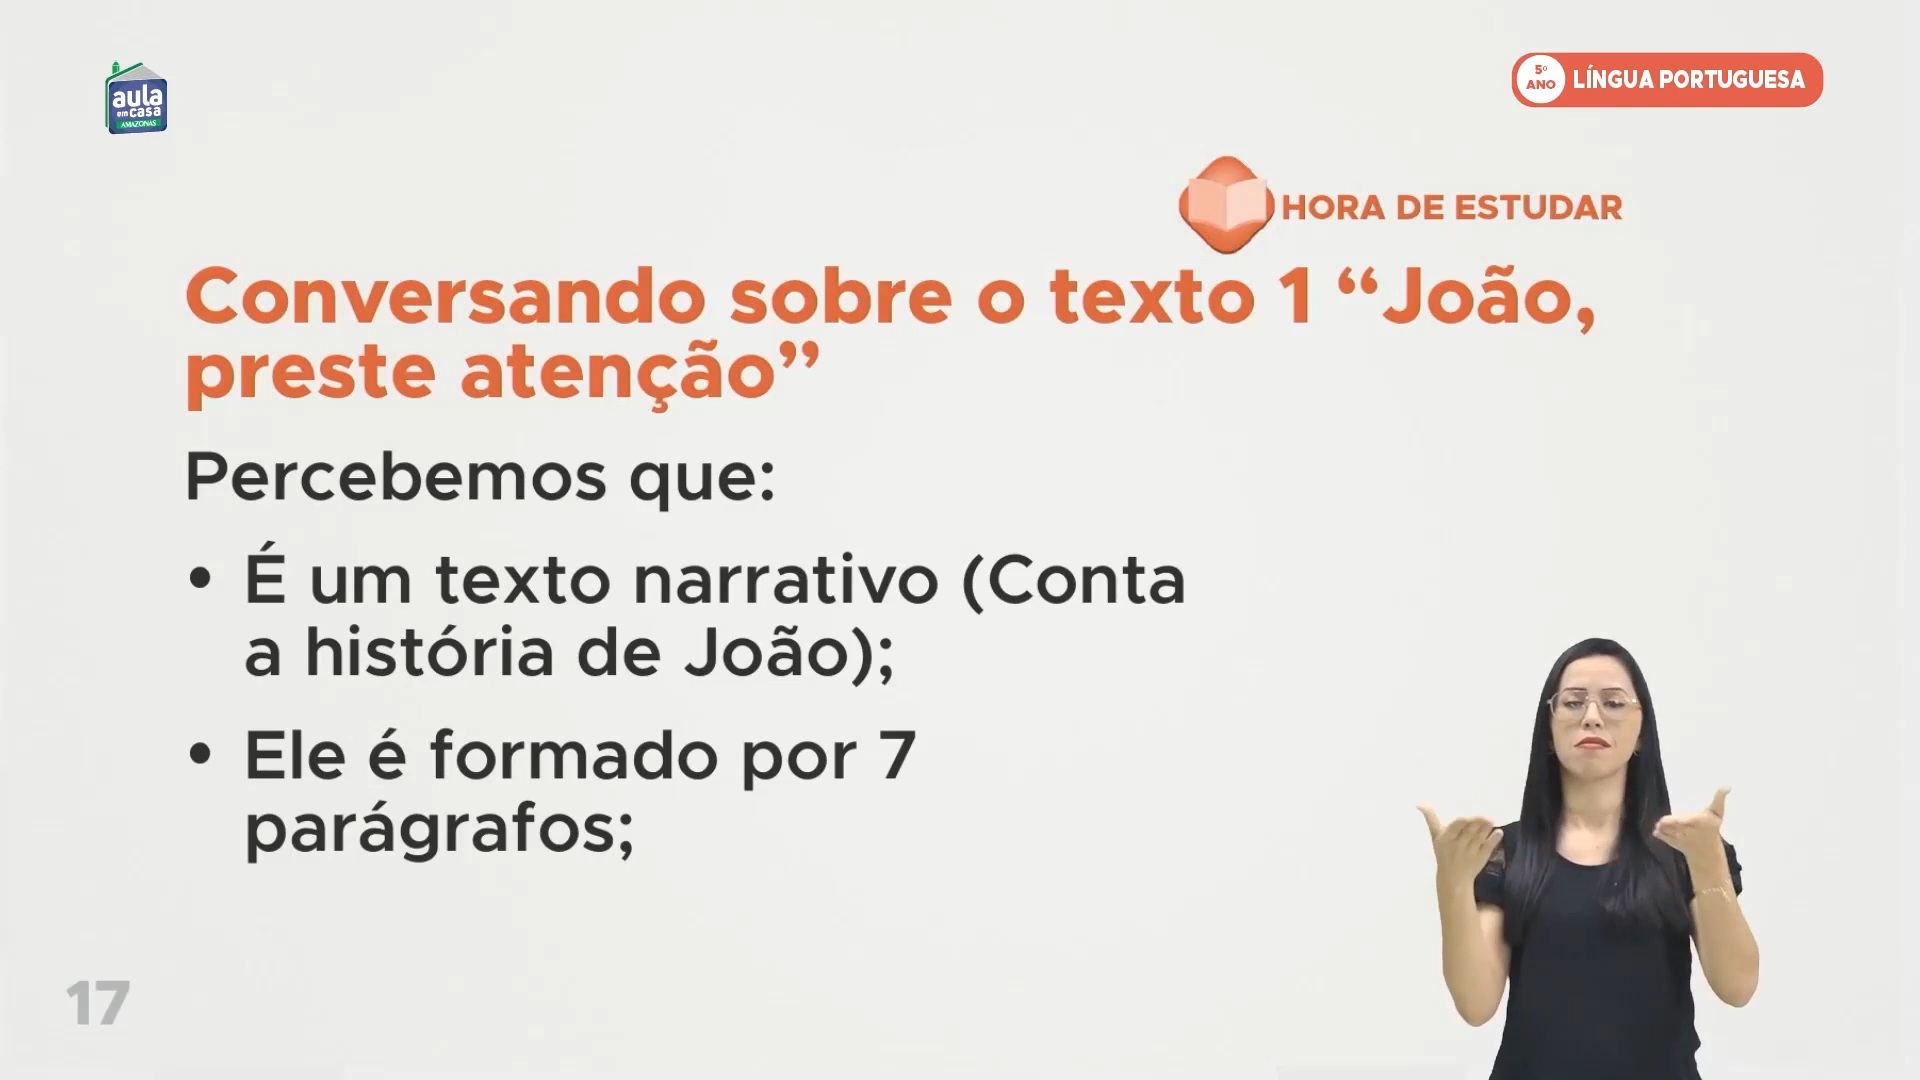 aula
em casa
AMAZONAS
5º
ANO
LÍNGUA PORTUGUESA
HORA DE ESTUDAR
Conversando sobre o texto 1 “João,
preste atenção”
Percebemos que:
• É um texto narrativo (Conta
a história de João);
• Ele é formado por 7
parágrafos;
17